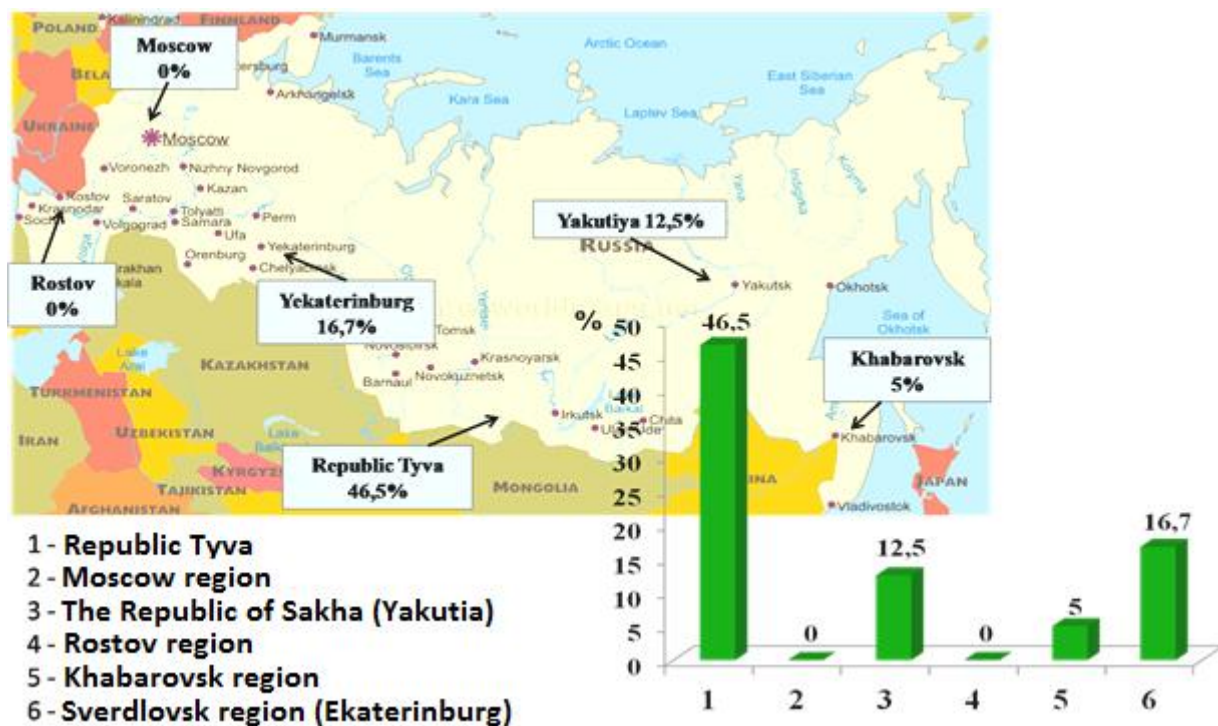 POLAND
Kaliningrad
FINNLAND
Murmansk
Moscow
0%
Barents
Sea
Arctic Ocean
East Siberian
Sea
Kara Sea
Laptev Sea
Arkhangelsk
UKRAINE
Moscow
Voronezh
Nizhny Novgorod
Kazan
Rostov
Krasnodar
Saratov
Tolyatti
Samara
Perm
Volgograd
Ufa
Yekaterinburg
Orenburg
Chelyabinsk
Yana
Indigirka
Kolyma
Yakutiya 12,5%
RUSSIA
Yakutsk
Okhotsk
Rostov
0%
Yekaterinburg
16,7%
Sea of
Okhotsk
Tomsk
Novosibirsk
Krasnoyarsk
Barnaul
Novokuznetsk
Irkutsk
Chita
Khabarovsk
5%
Khabarovsk
Vladivostok
KAZAKHSTAN
Lake
TURKMENISTAN
UZBEKISTAN
IRAN
TAJIKISTAN
AFGHANISTAN
Lake
Republic Tyva
46,5%
MONGOLIA
JAPAN
%
50
45
40
35
30
25
20
15
10
5
0
46,5
0
12,5
0
5
16,7
1 2 3 4 5 6
1 - Republic Tyva
2 - Moscow region
3 - The Republic of Sakha (Yakutia)
4 - Rostov region
5 - Khabarovsk region
6 - Sverdlovsk region (Ekaterinburg)